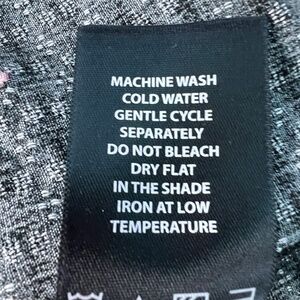 MACHINE WASH
COLD WATER
GENTLE CYCLE
SEPARATELY
DO NOT BLEACH
DRY FLAT
IN THE SHADE
IRON AT LOW
TEMPERATURE